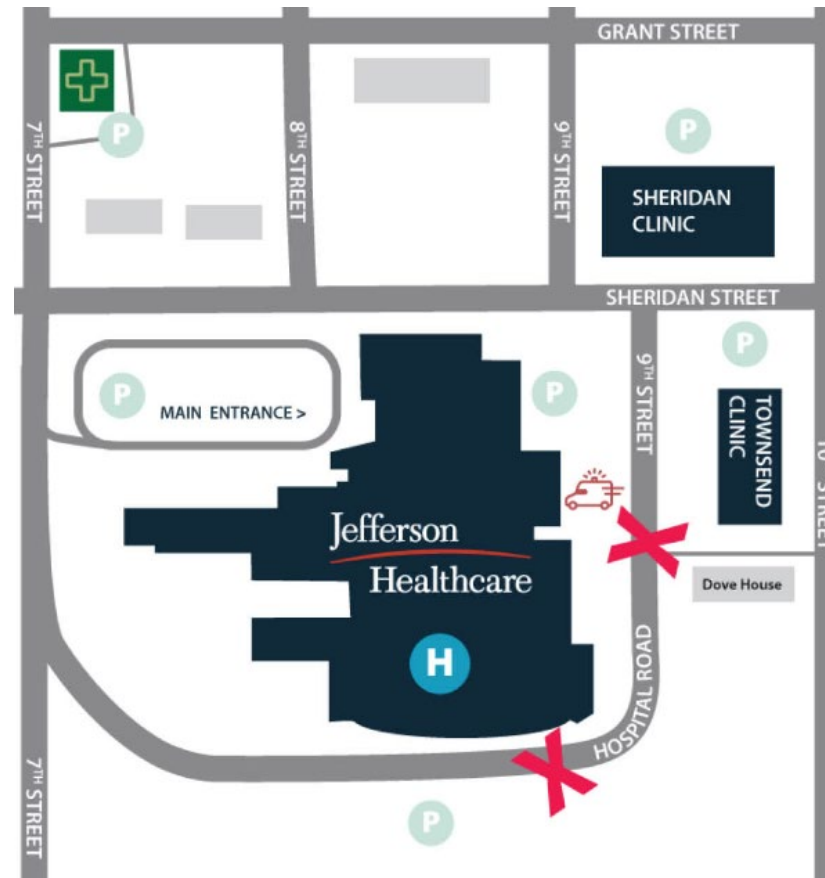 GRANT STREET
P
7TH STREET
8TH STREET
9TH STREET
P
SHERIDAN
CLINIC
SHERIDAN STREET
P
MAIN ENTRANCE >
P
9TH STREET
P
TOWNSEND
CLINIC
STREET
Jefferson
Healthcare
Dove House
H
HOSPITAL ROAD
7TH STREET
P